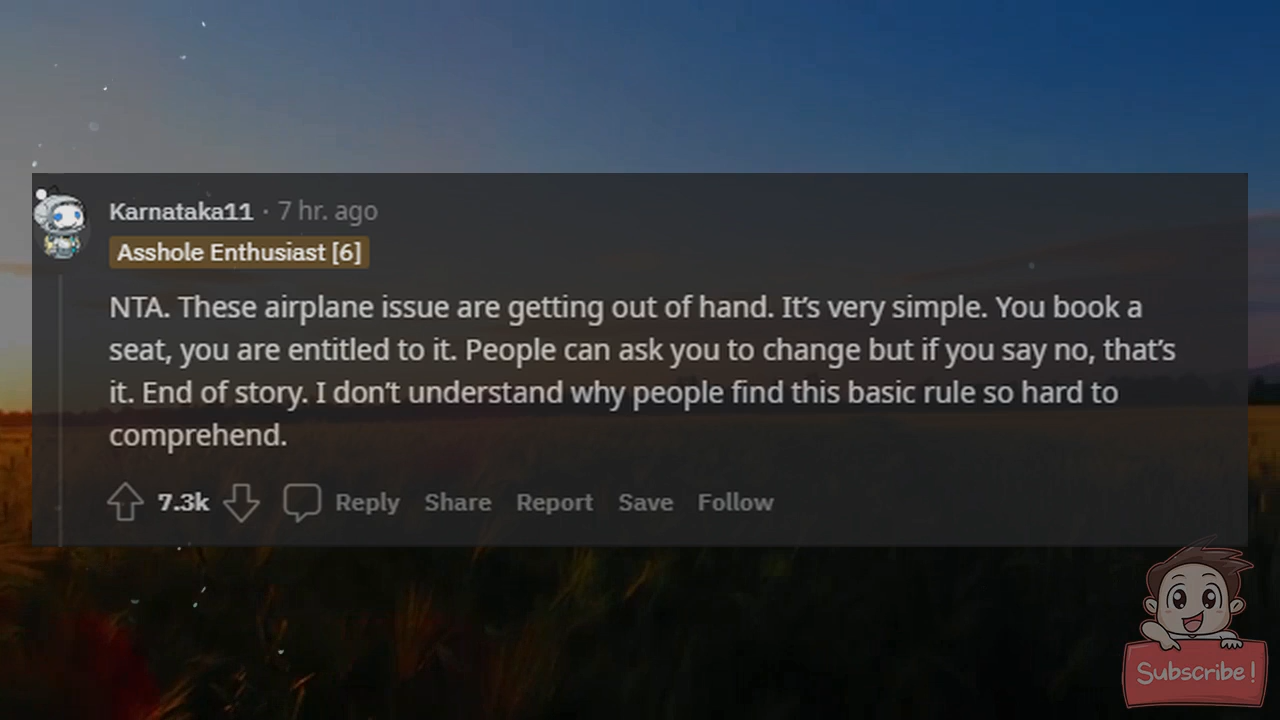 Karnataka11 · 7 hr. ago
Asshole Enthusiast [6]
NTA. These airplane issue are getting out of hand. It’s very simple. You book a
seat, you are entitled to it. People can ask you to change but if you say no, that’s
it. End of story. I don’t understand why people find this basic rule so hard to
comprehend.
7.3k Reply Share Report Save Follow
Subscribe!